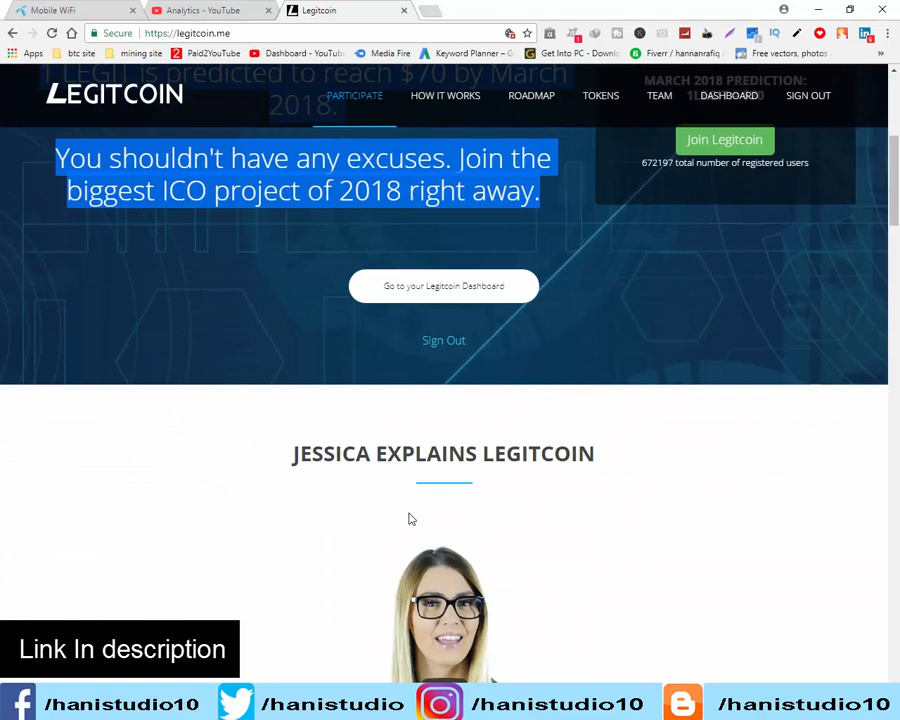 Mobile WiFi
Analytics - YouTube
Legitcoin
Secure
https://legitcoin.me
Apps
btc site
mining site
Paid2YouTube
Dashboard - YouTu
Media Fire
Keyword Planner – G
Get Into PC - Downlo
Fiverr / hannanrafiq /
Free vectors, photos
1 LEGIT is predicted to reach $70 by March
2018.
MARCH 2018 PREDICTION:
LEGITCOIN
PARTICIPATE
HOW IT WORKS
ROADMAP
TOKENS
TEAM
DASHBOARD
SIGN OUT
You shouldn't have any excuses. Join the
biggest ICO project of 2018 right away.
Join Legitcoin
672197 total number of registered users
Go to your Legitcoin Dashboard
Sign Out
JESSICA EXPLAINS LEGITCOIN
Link In description
/hanistudio10
/hanistudio
/hanistudio10
/hanistudio10